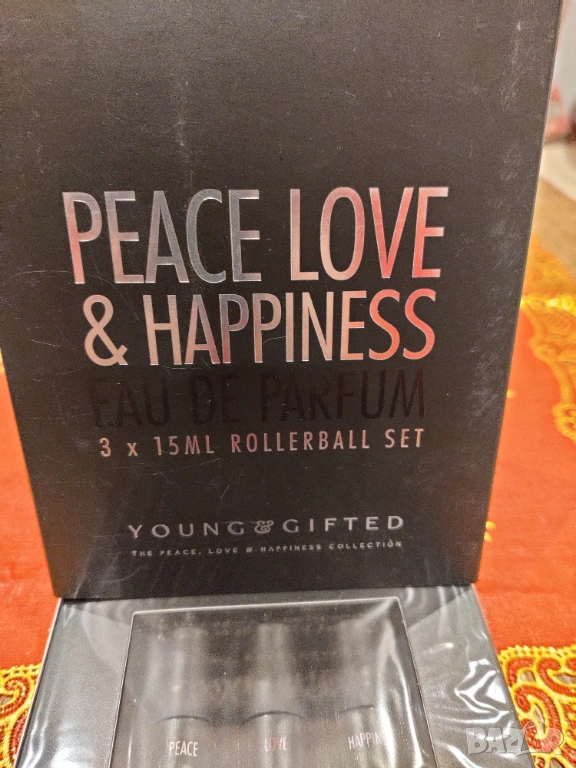 PEACE LOVE
& HAPPINESS
EAU DE PARFUM
3 x 15ML ROLLERBALL SET
YOUNG & GIFTED
THE PEACE, LOVE & HAPPINESS COLLECTION
PEACE LOVE HAPPIN